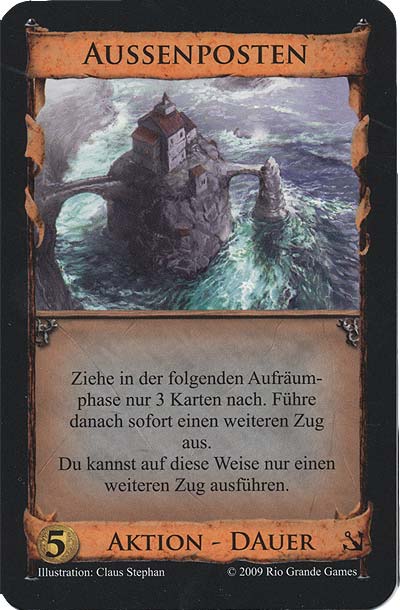 AUSSENPOSTEN
Ziehe in der folgenden Aufräum-
phase nur 3 Karten nach. Führe
danach sofort einen weiteren Zug
aus.
Du kannst auf diese Weise nur einen
weiteren Zug ausführen.
5 AKTION - DAUER
Illustration: Claus Stephan © 2009 Rio Grande Games